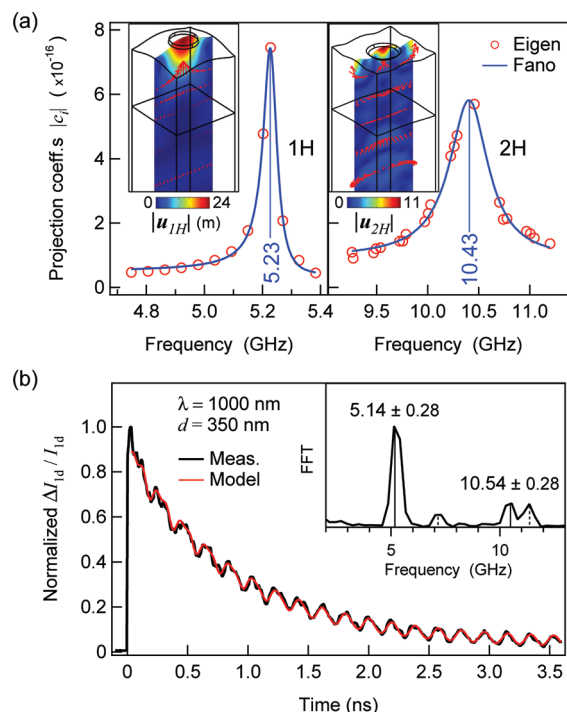 (a)
Projection coeff.s |c_i| ( x10^-16)
8
6
4
2
0
1H
0 24
|u_1H| (m)
5.23
4.8 5.0 5.2 5.4
Frequency (GHz)
Eigen
Fano
2H
0 11
|u_2H|
10.43
9.5 10.0 10.5 11.0
Frequency (GHz)
(b)
Normalized ΔI_1d / I_1d
1.0
0.8
0.6
0.4
0.2
0
λ = 1000 nm
d = 350 nm
Meas.
Model
FFT
5.14 ± 0.28
10.54 ± 0.28
5 10
Frequency (GHz)
0 0.5 1.0 1.5 2.0 2.5 3.0 3.5
Time (ns)